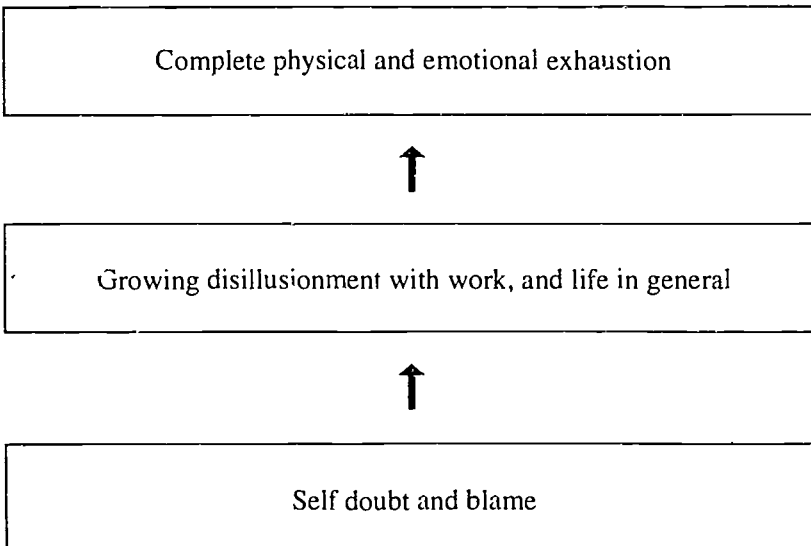 Complete physical and emotional exhaustion
Growing disillusionment with work, and life in general
Self doubt and blame